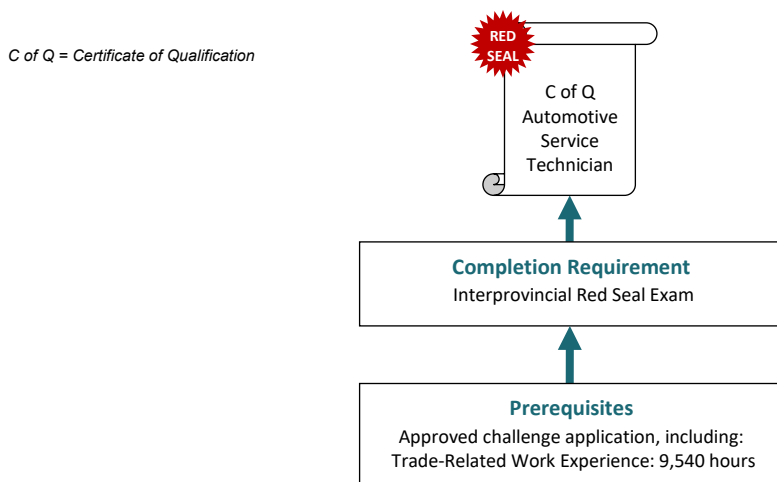 C of Q = Certificate of Qualification
RED
SEAL
C of Q
Automotive
Service
Technician
Completion Requirement
Interprovincial Red Seal Exam
Prerequisites
Approved challenge application, including:
Trade-Related Work Experience: 9,540 hours